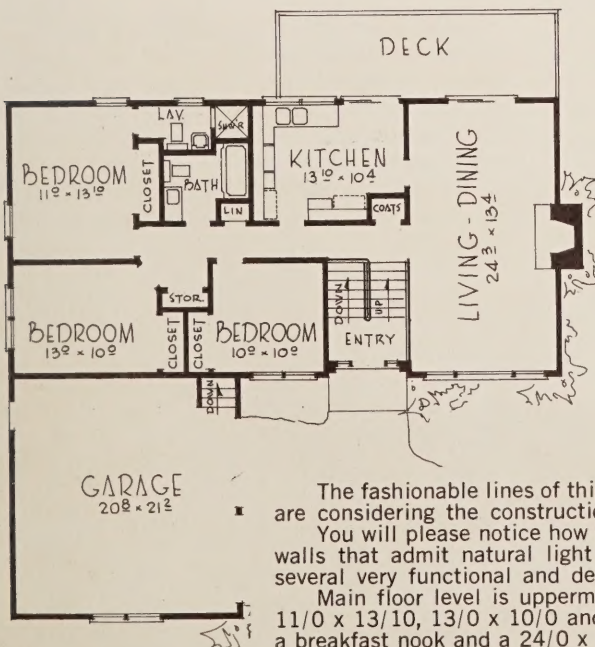 DECK
LAV.
SHWR
BEDROOM
11⁰ x 13¹⁰
CLOSET
BATH
LIN
KITCHEN
13¹⁰ x 10⁴
COATS
LIVING - DINING
24³ x 13⁴
STOR.
BEDROOM
13⁰ x 10⁰
CLOSET
CLOSET
BEDROOM
10⁰ x 10⁰
DOWN
UP
ENTRY
DOWN
GARAGE
20⁸ x 21²
The fashionable lines of thi
are considering the constructi
You will please notice how
walls that admit natural light
several very functional and de
Main floor level is upperm
11/0 x 13/10, 13/0 x 10/0 and
a breakfast nook and a 24/0 x